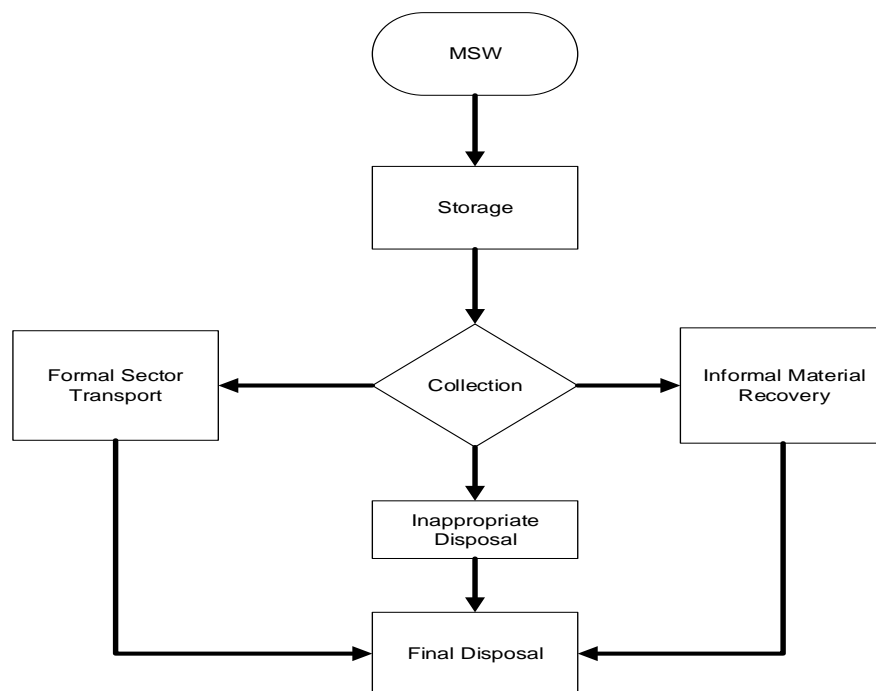 MSW
Storage
Formal Sector
Transport
Collection
Informal Material
Recovery
Inappropriate
Disposal
Final Disposal